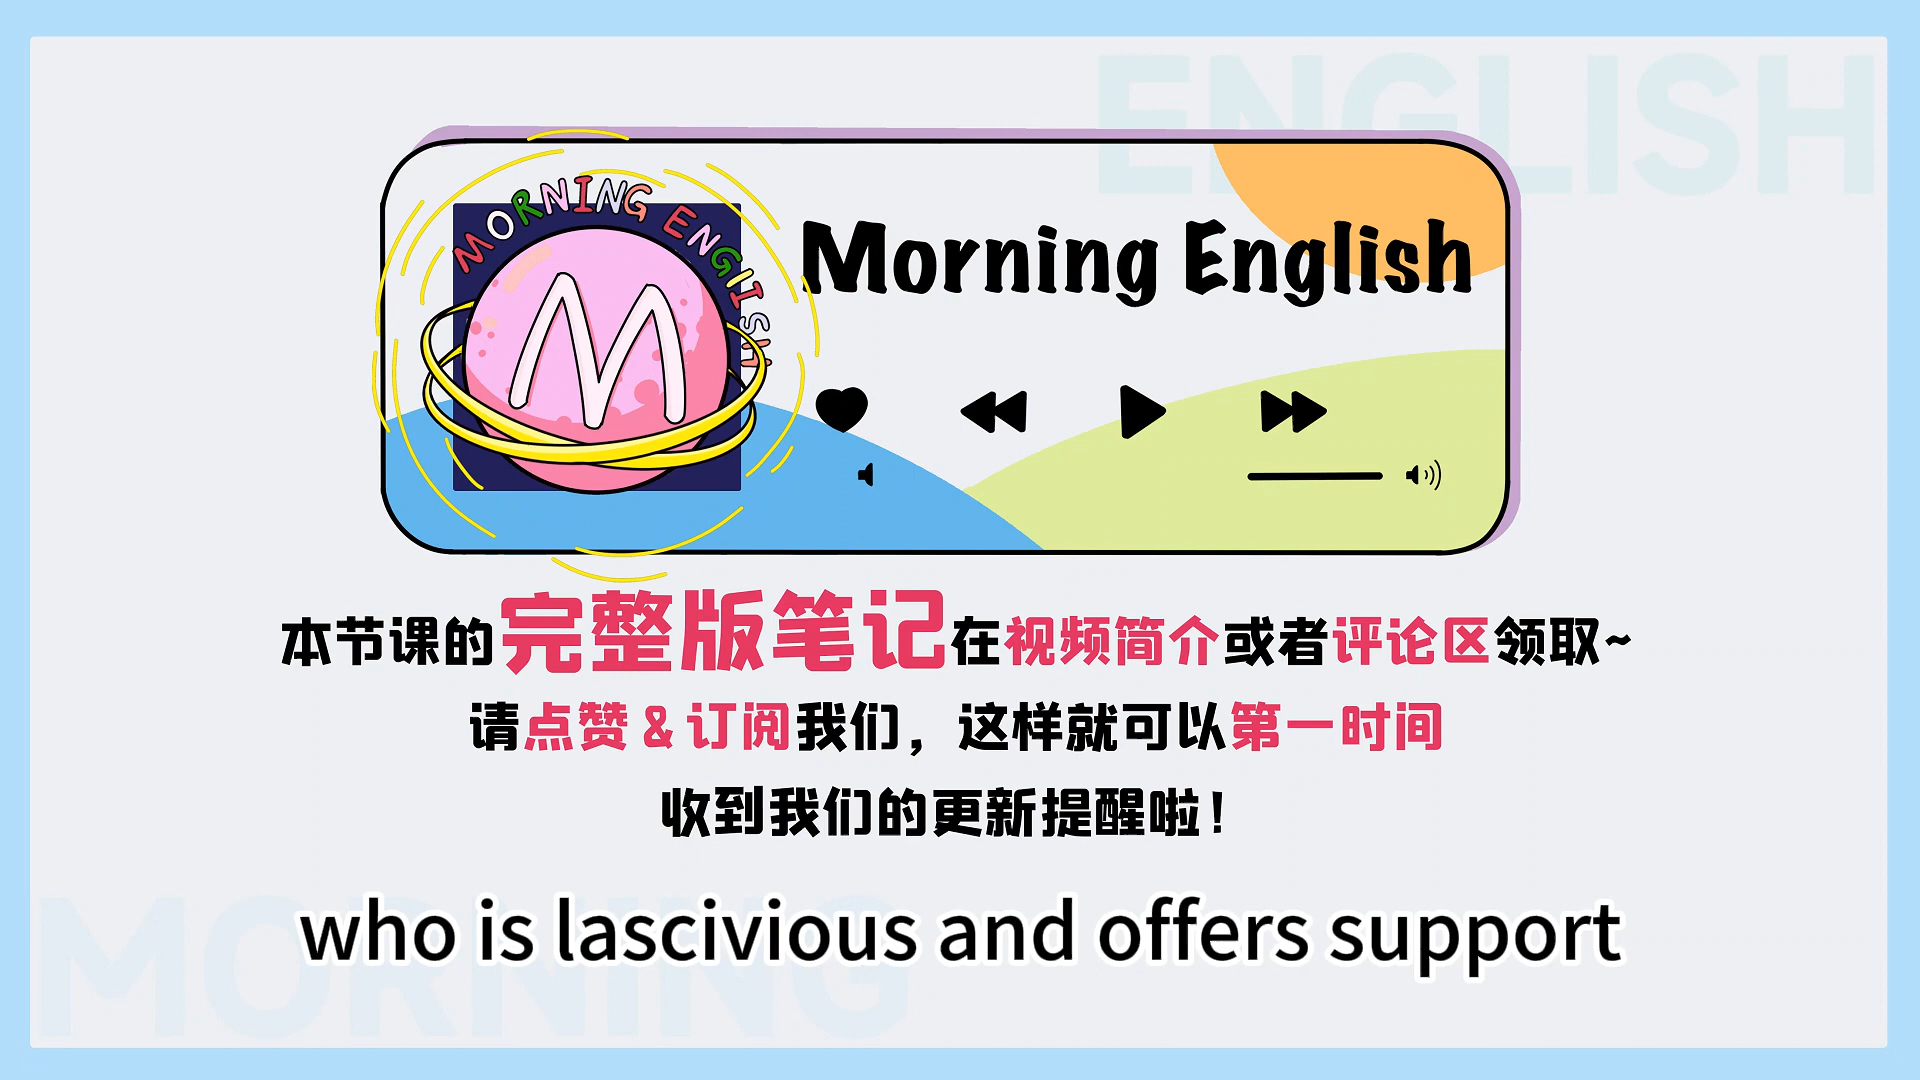 ENGLISH
MORNING ENGLISH
M
Morning English
本节课的完整版笔记在视频简介或者评论区领取~
请点赞&订阅我们，这样就可以第一时间
收到我们的更新提醒啦！
who is lascivious and offers support
MORNING